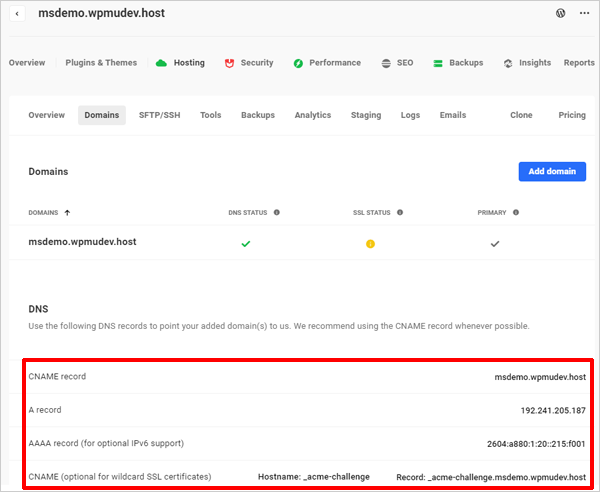 msdemo.wpmudev.host
Overview Plugins & Themes Hosting Security Performance SEO Backups Insights Reports
Overview Domains SFTP/SSH Tools Backups Analytics Staging Logs Emails Clone Pricing
Domains Add domain
DOMAINS DNS STATUS SSL STATUS PRIMARY
msdemo.wpmudev.host
DNS
Use the following DNS records to point your added domain(s) to us. We recommend using the CNAME record whenever possible.
CNAME record msdemo.wpmudev.host
A record 192.241.205.187
AAAA record (for optional IPv6 support) 2604:a880:1:20::215:f001
CNAME (optional for wildcard SSL certificates) Hostname: _acme-challenge Record: _acme-challenge.msdemo.wpmudev.host